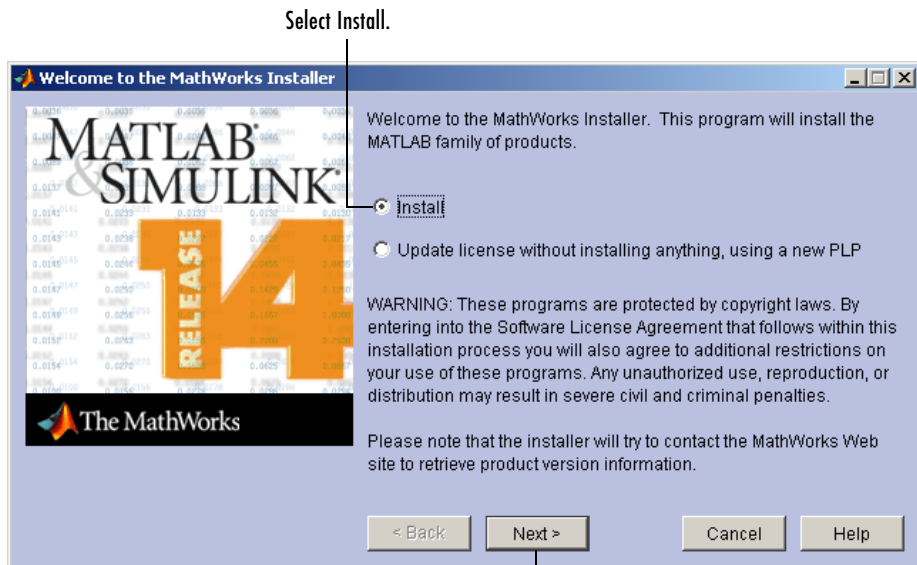 Select Install.
Welcome to the MathWorks Installer
MATLAB®
& SIMULINK®
RELEASE
14
The MathWorks
Welcome to the MathWorks Installer. This program will install the
MATLAB family of products.
Install
Update license without installing anything, using a new PLP
WARNING: These programs are protected by copyright laws. By
entering into the Software License Agreement that follows within this
installation process you will also agree to additional restrictions on
your use of these programs. Any unauthorized use, reproduction, or
distribution may result in severe civil and criminal penalties.
Please note that the installer will try to contact the MathWorks Web
site to retrieve product version information.
< Back
Next >
Cancel
Help